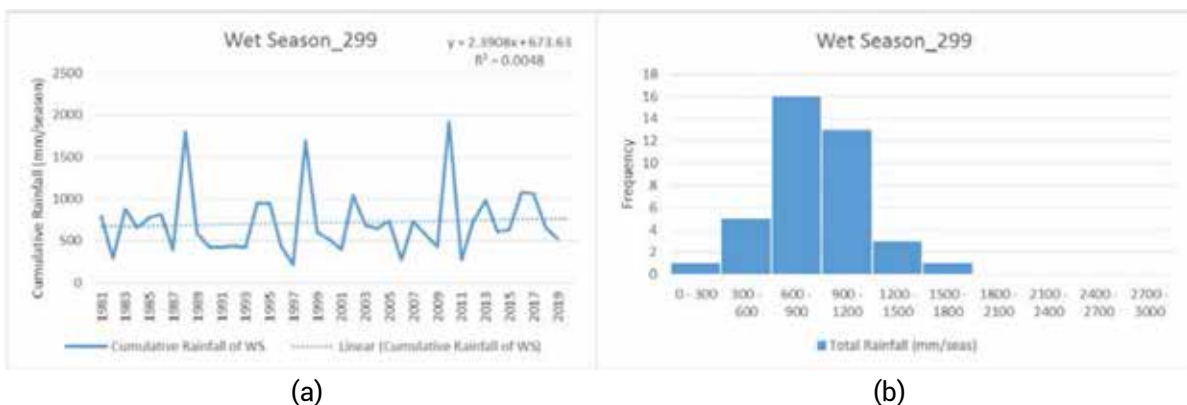 Wet Season_299
y = 2.3908x + 673.63
R² = 0.0048
Cumulative Rainfall (mm/season)
2500
2000
1500
1000
500
0
1981
1983
1985
1987
1989
1991
1993
1995
1997
1999
2001
2003
2005
2007
2009
2011
2013
2015
2017
2019
Cumulative Rainfall of WS
Linear (Cumulative Rainfall of WS)
(a)
Wet Season_299
Frequency
18
16
14
12
10
8
6
4
2
0
0 - 300
300 - 600
600 - 900
900 - 1200
1200 - 1500
1500 - 1800
1800 - 2100
2100 - 2400
2400 - 2700
2700 - 3000
Total Rainfall (mm/seas)
(b)